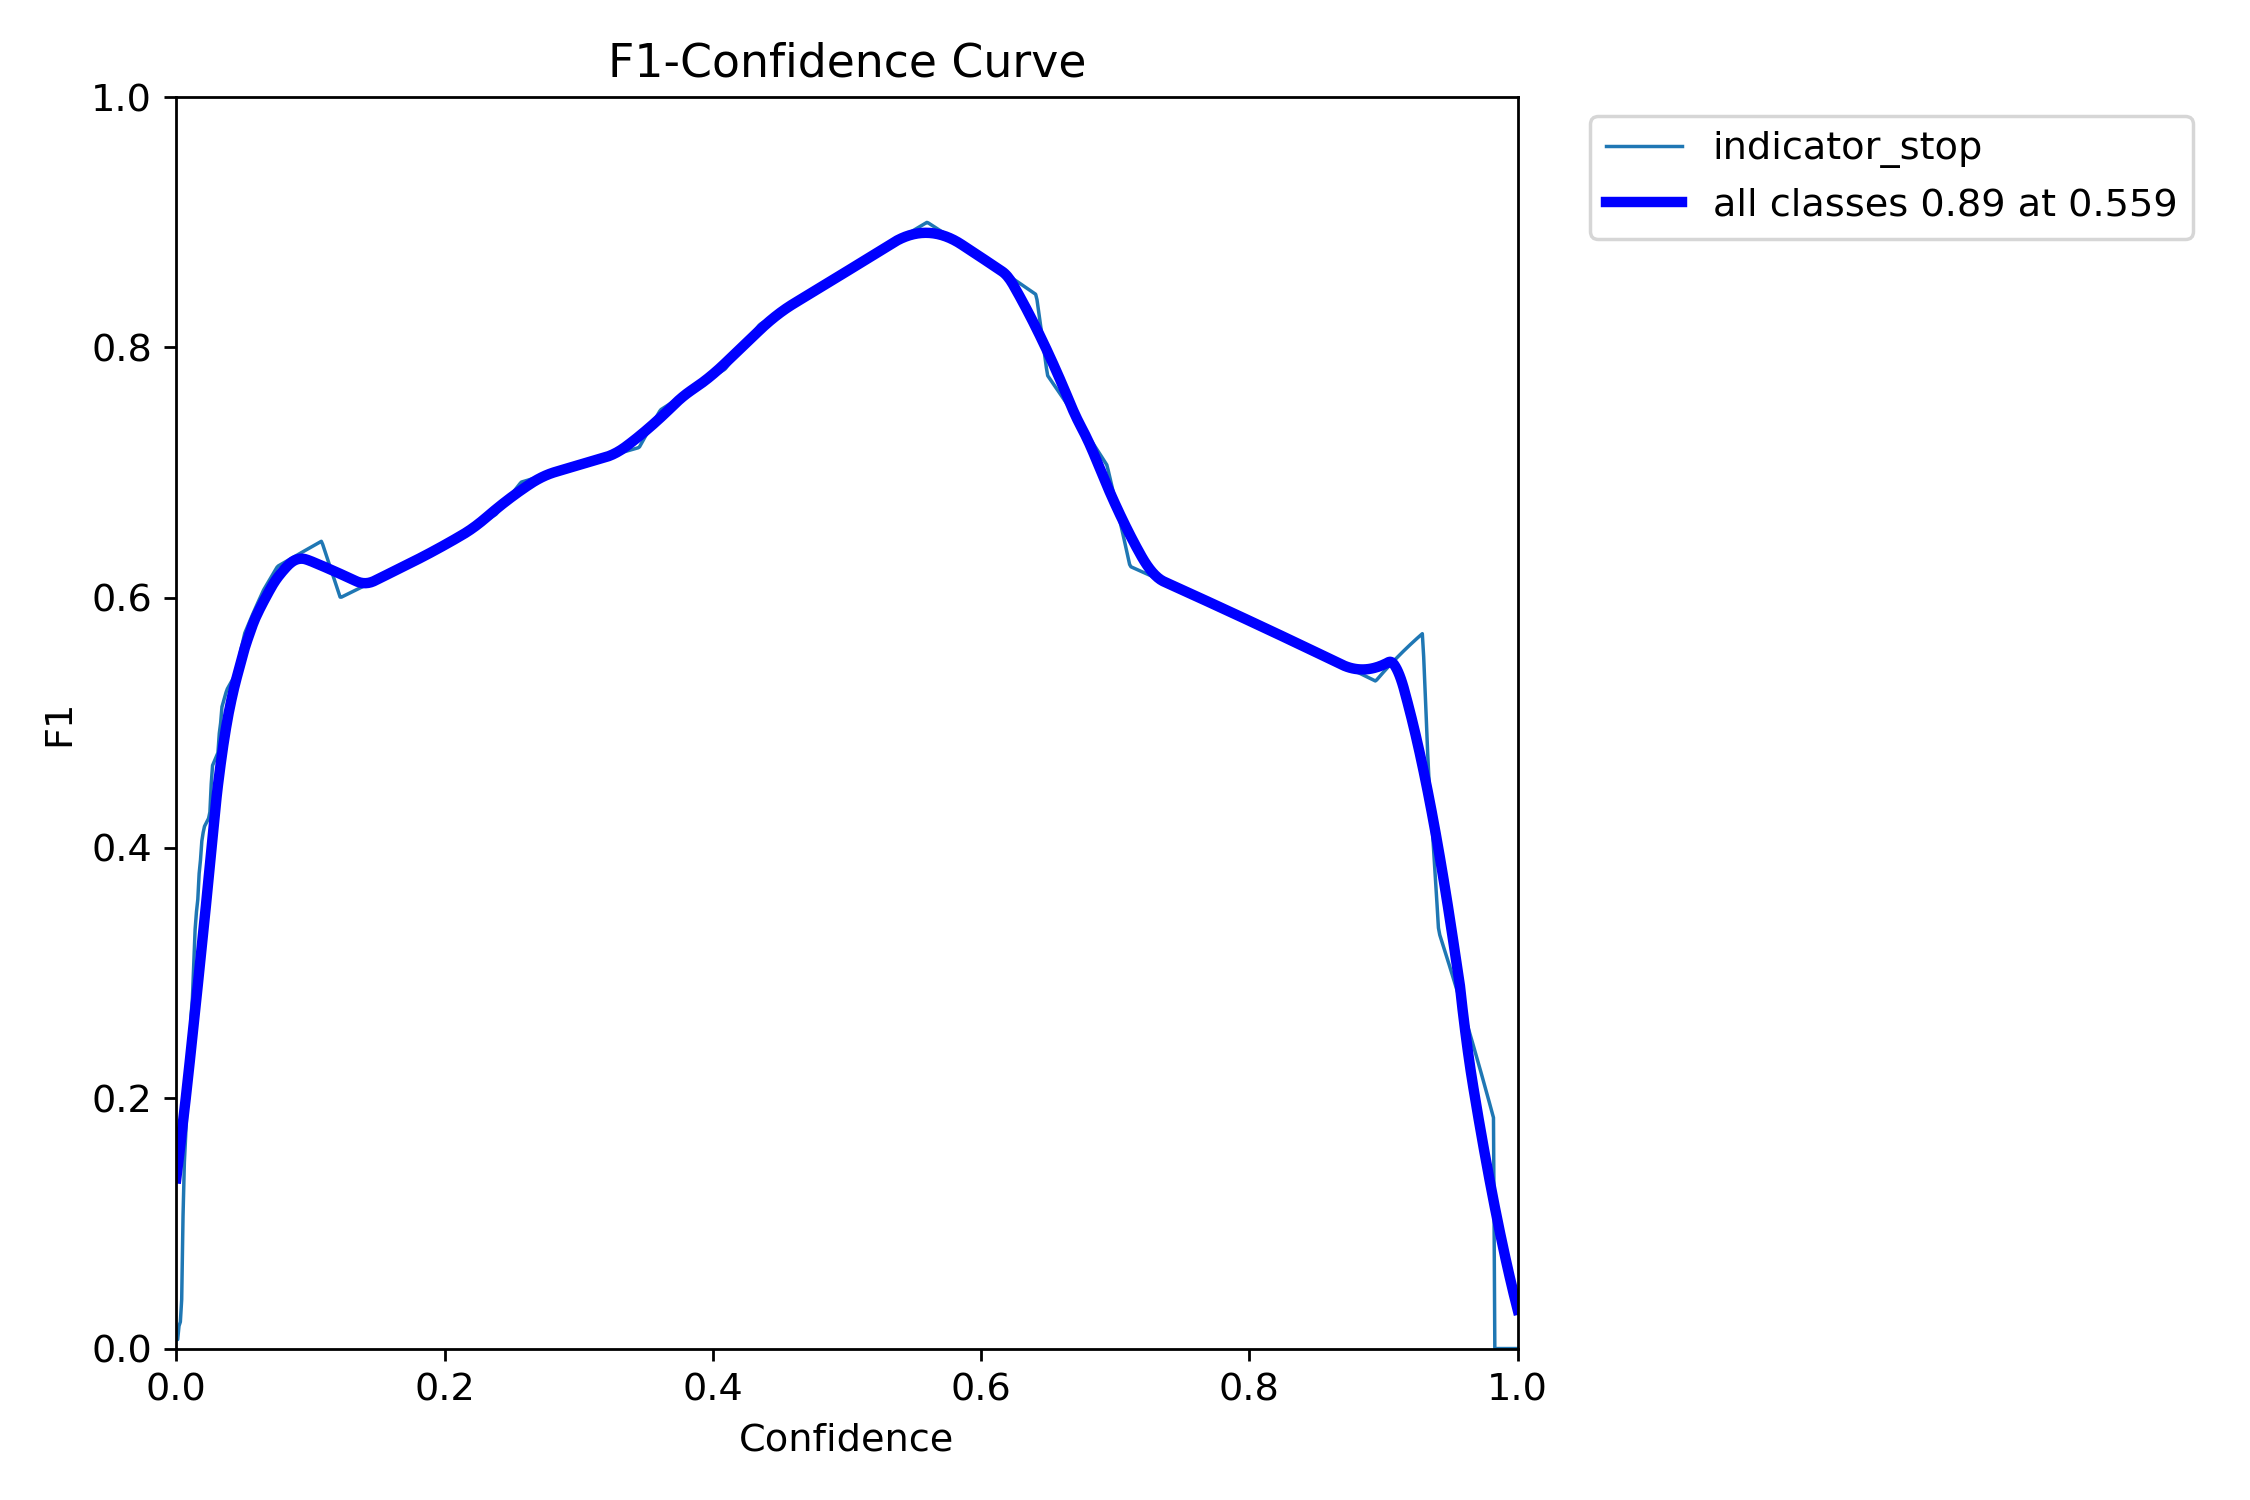 F1-Confidence Curve
1.0
0.8
0.6
0.4
0.2
0.0
F1
0.0 0.2 0.4 0.6 0.8 1.0
Confidence
indicator_stop
all classes 0.89 at 0.559